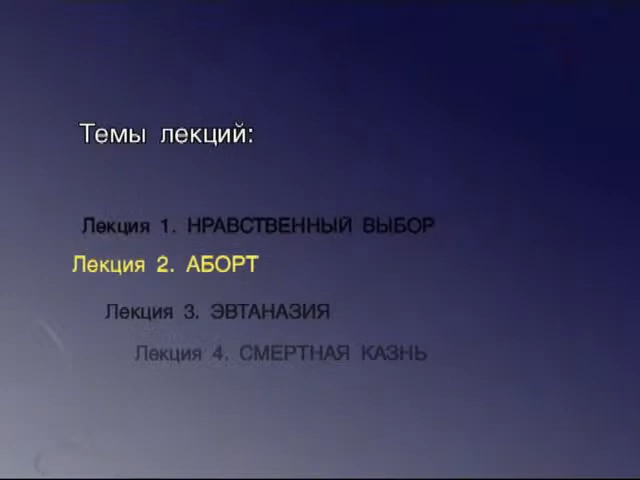 Темы лекций:
Лекция 1. НРАВСТВЕННЫЙ ВЫБОР
Лекция 2. АБОРТ
Лекция 3. ЭВТАНАЗИЯ
Лекция 4. СМЕРТНАЯ КАЗНЬ